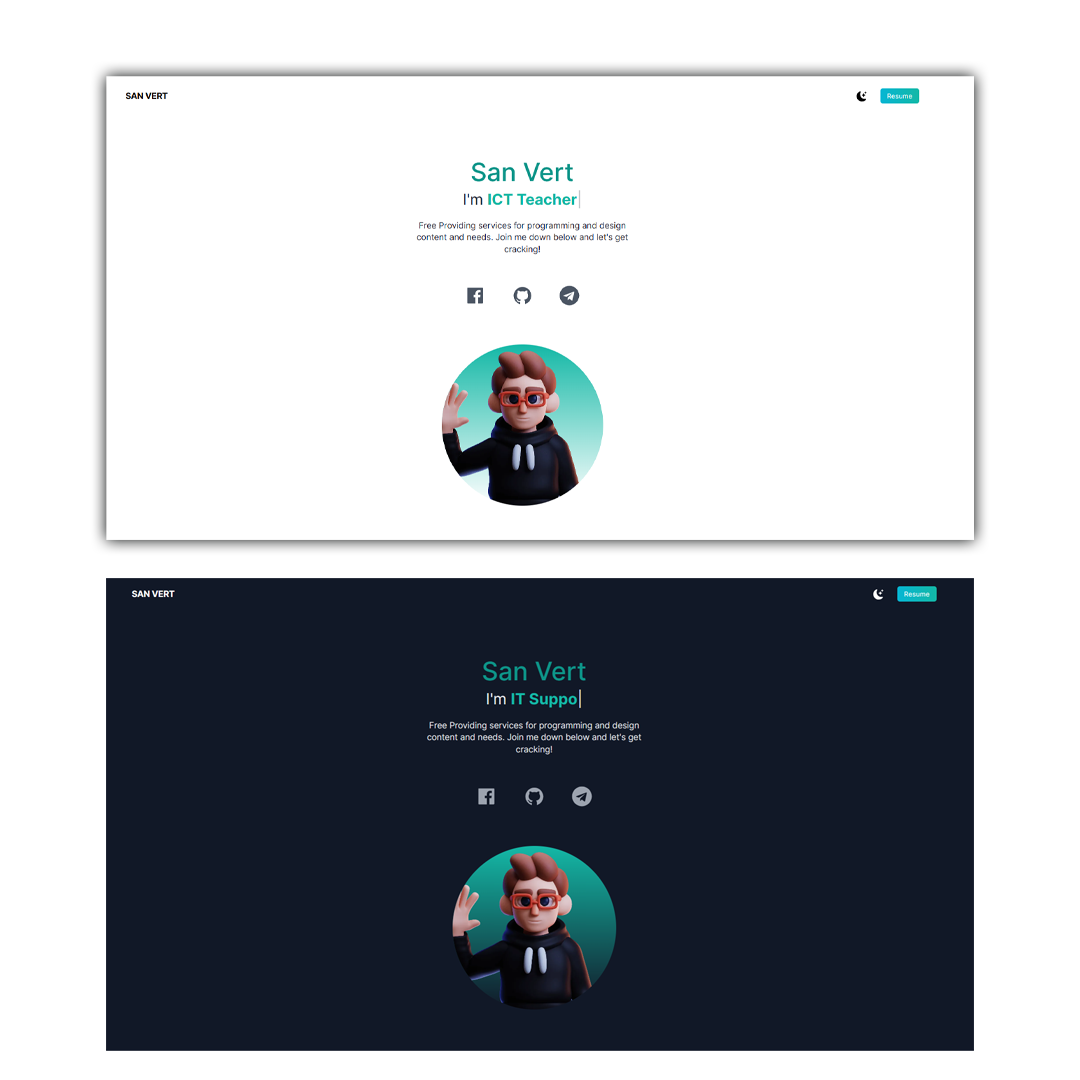 SAN VERT
Resume
San Vert
I'm ICT Teacher
Free Providing services for programming and design
content and needs. Join me down below and let's get
cracking!
SAN VERT
Resume
San Vert
I'm IT Suppo
Free Providing services for programming and design
content and needs. Join me down below and let's get
cracking!